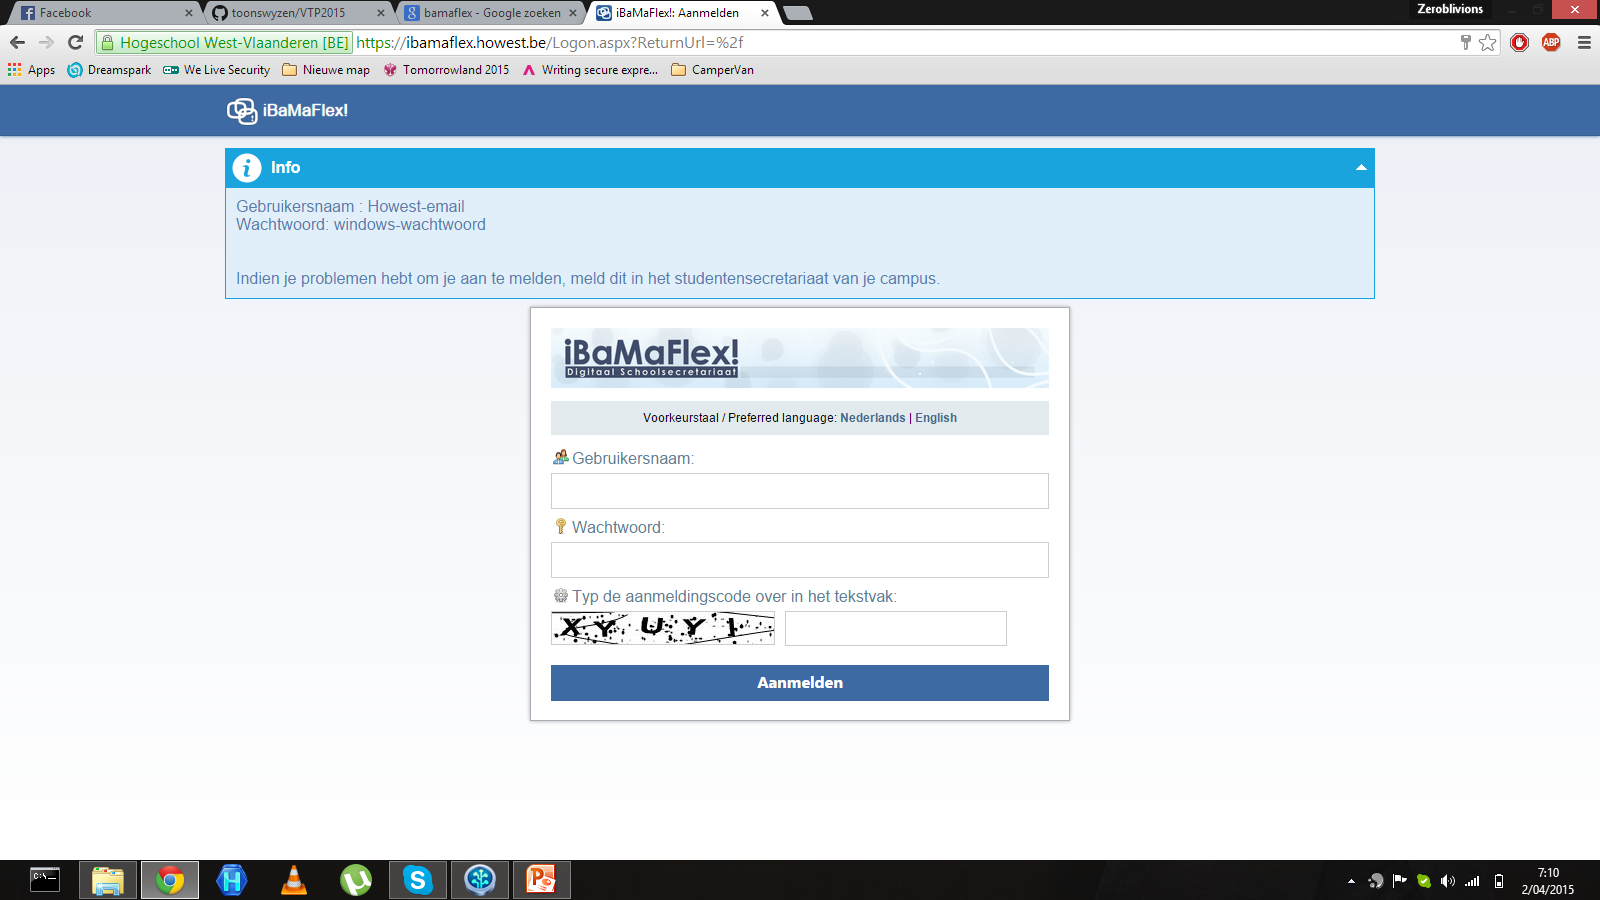 Facebook
toonswyzen/VTP2015
bamaflex - Google zoeken
iBaMaFlex!: Aanmelden
Zeroblivions
Hogeschool West-Vlaanderen [BE] https://ibamaflex.howest.be/Logon.aspx?ReturnUrl=%2f
ABP
Apps
Dreamspark
We Live Security
Nieuwe map
Tomorrowland 2015
Writing secure expre...
CamperVan
iBaMaFlex!
Info
Gebruikersnaam : Howest-email
Wachtwoord: windows-wachtwoord
Indien je problemen hebt om je aan te melden, meld dit in het studentensecretariaat van je campus.
iBaMaFlex!
Digitaal Schoolsecretariaat
Voorkeurstaal / Preferred language: Nederlands | English
Gebruikersnaam:
Wachtwoord:
Typ de aanmeldingscode over in het tekstvak:
Aanmelden
7:10
2/04/2015